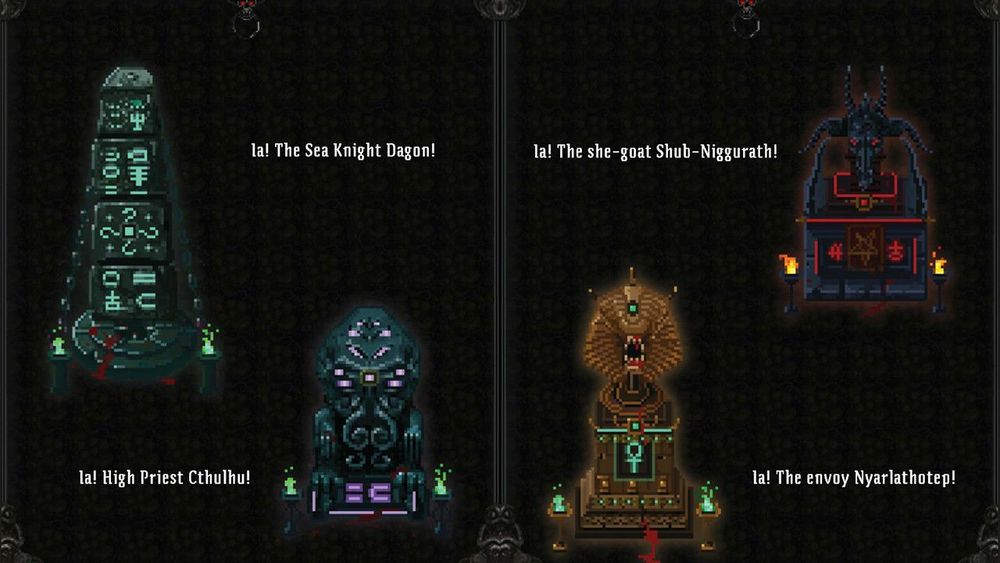 Ia! The Sea Knight Dagon!
Ia! High Priest Cthulhu!
Ia! The she-goat Shub-Niggurath!
Ia! The envoy Nyarlathotep!